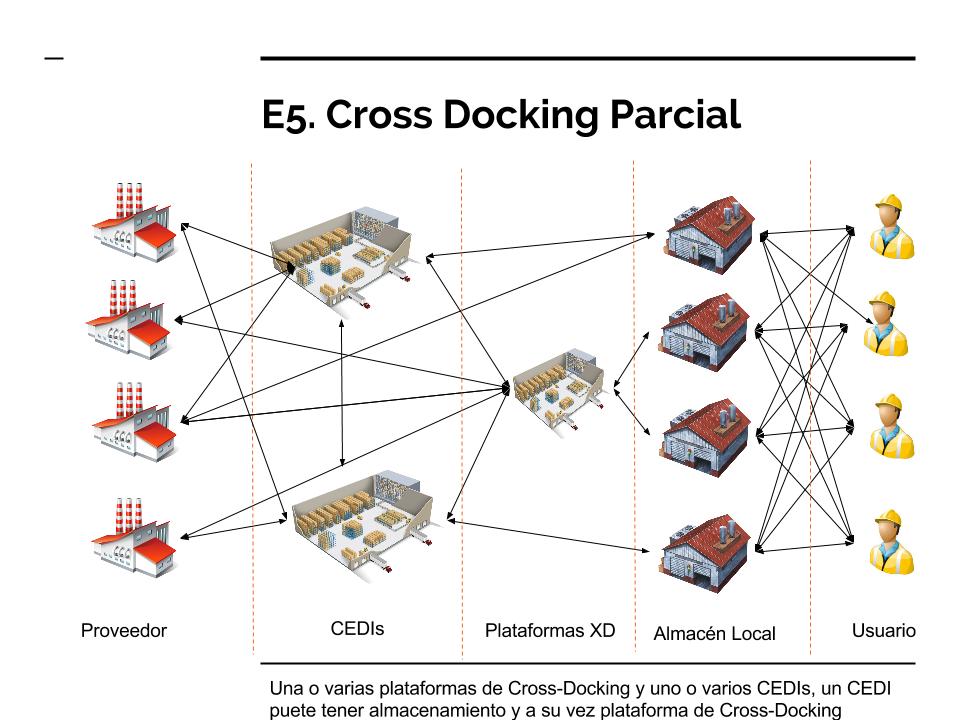 E5. Cross Docking Parcial
Proveedor
CEDIs
Plataformas XD
Almacén Local
Usuario
Una o varias plataformas de Cross-Docking y uno o varios CEDIs, un CEDI
puete tener almacenamiento y a su vez plataforma de Cross-Docking